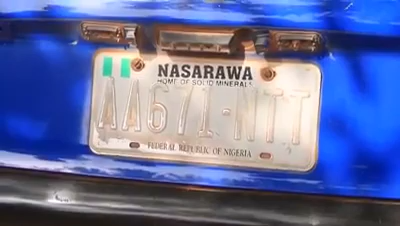 NASARAWA
HOME OF SOLID MINERALS
AA671-NTT
FEDERAL REPUBLIC OF NIGERIA